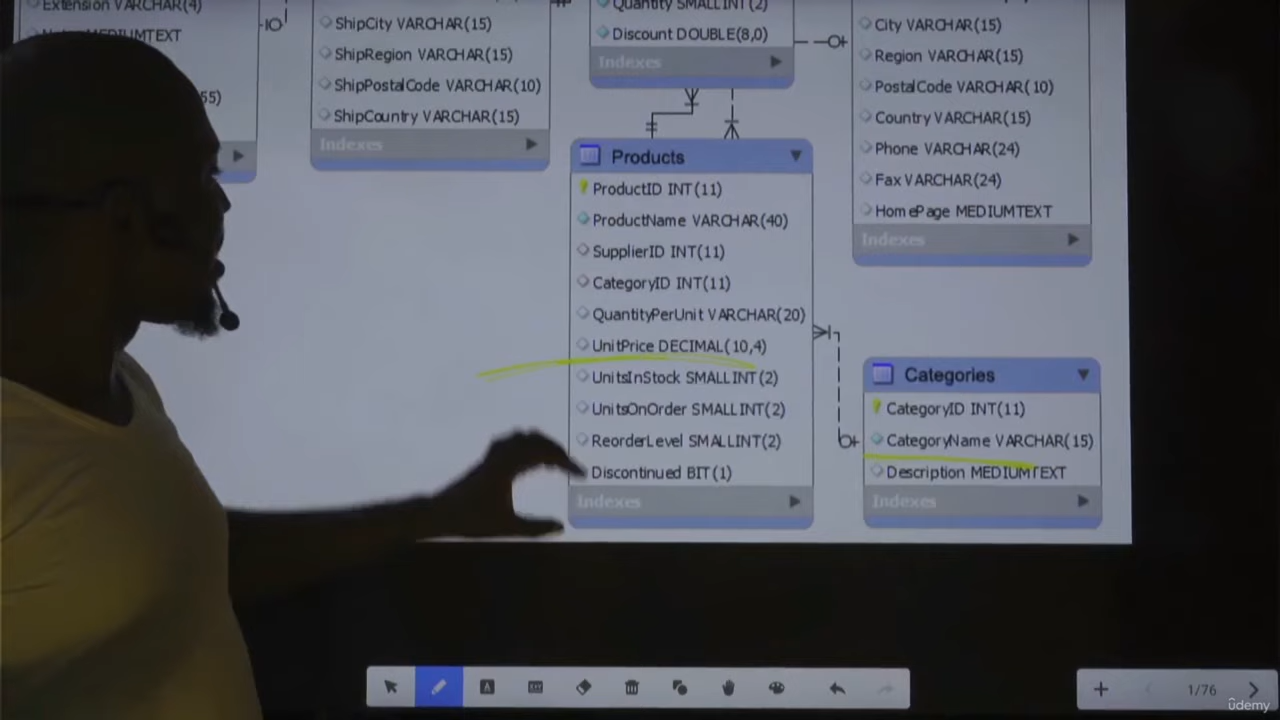 Extension VARCHAR(4)
MEDIUMTEXT
55)
ShipCity VARCHAR(15)
ShipRegion VARCHAR(15)
ShipPostalCode VARCHAR(10)
ShipCountry VARCHAR(15)
Indexes
Quantity SMALLINT(2)
Discount DOUBLE(8,0)
Indexes
City VARCHAR(15)
Region VARCHAR(15)
PostalCode VARCHAR(10)
Country VARCHAR(15)
Phone VARCHAR(24)
Fax VARCHAR(24)
HomePage MEDIUMTEXT
Indexes
Products
ProductID INT(11)
ProductName VARCHAR(40)
SupplierID INT(11)
CategoryID INT(11)
QuantityPerUnit VARCHAR(20)
UnitPrice DECIMAL(10,4)
UnitsInStock SMALLINT(2)
UnitsOnOrder SMALLINT(2)
ReorderLevel SMALLINT(2)
Discontinued BIT(1)
Indexes
Categories
CategoryID INT(11)
CategoryName VARCHAR(15)
Description MEDIUMTEXT
Indexes
A
1/76
ûdemy